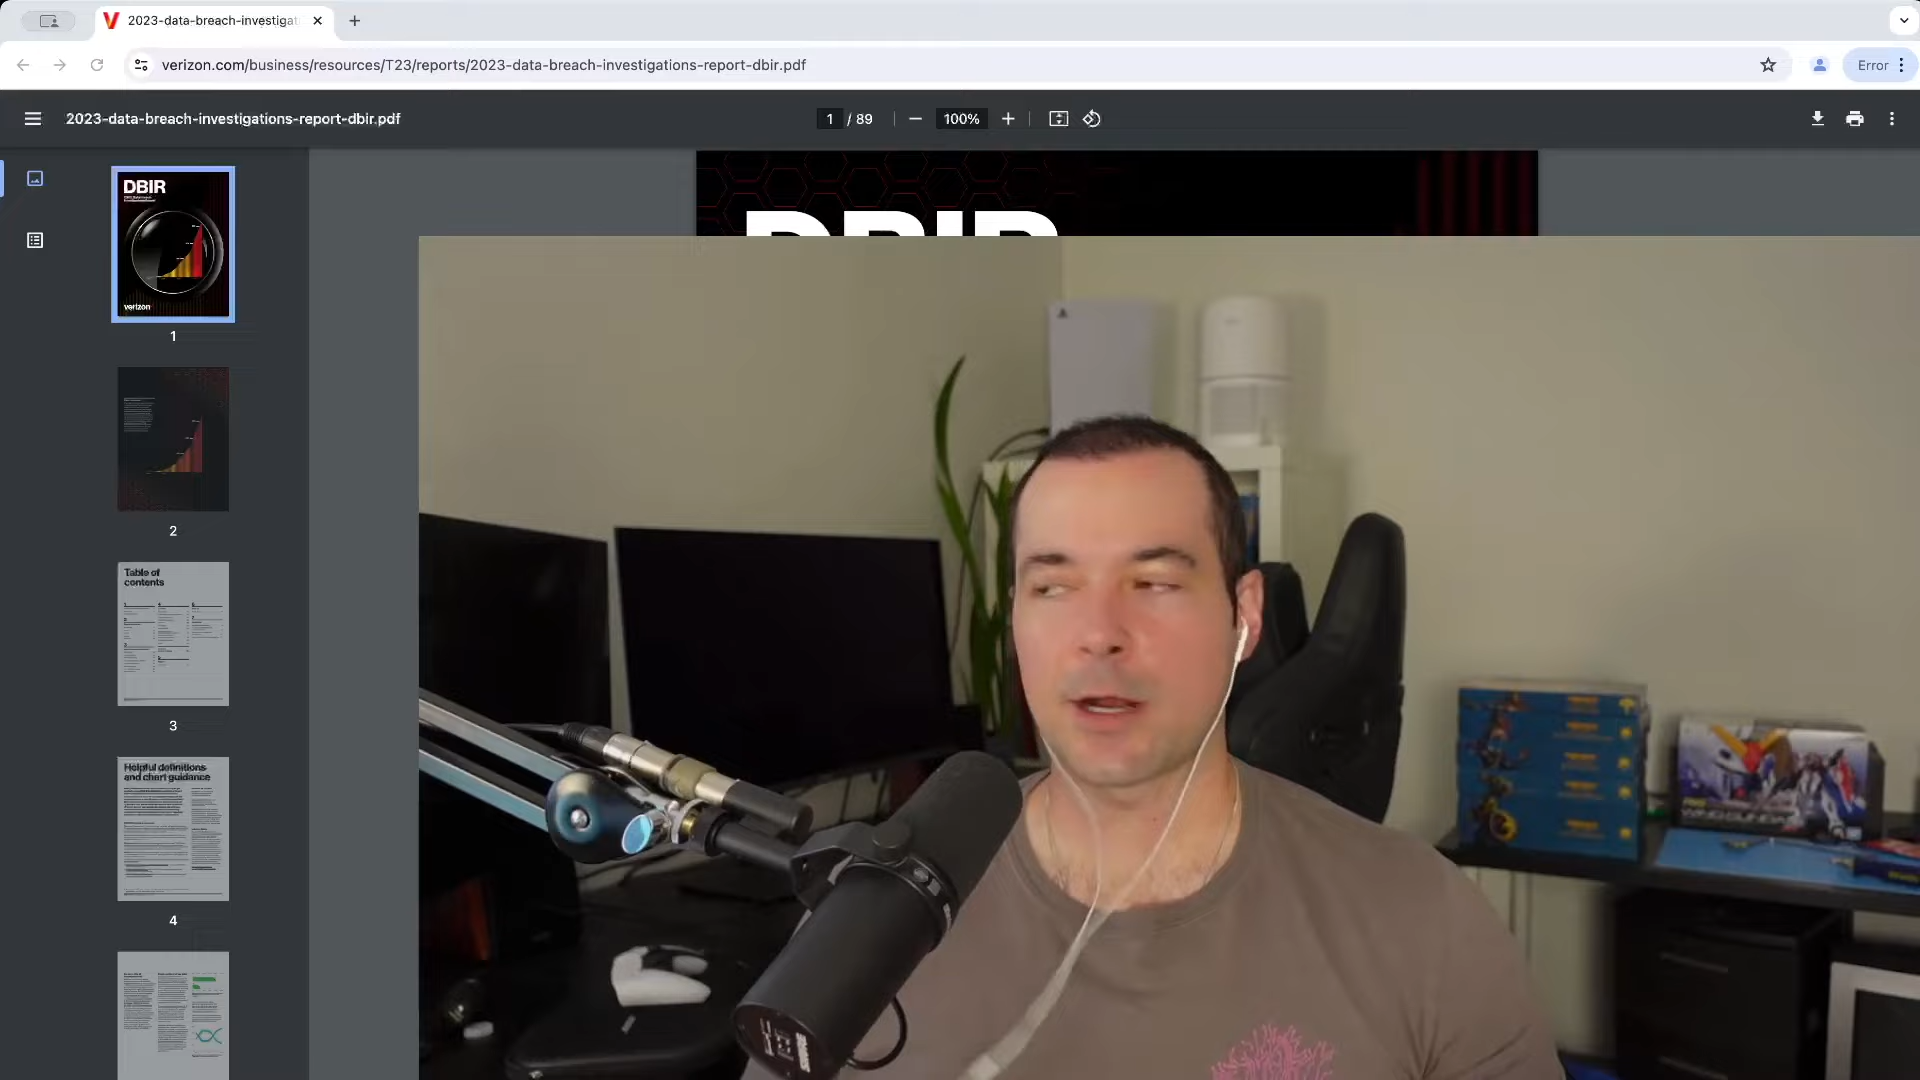 2023-data-breach-investigat
verizon.com/business/resources/T23/reports/2023-data-breach-investigations-report-dbir.pdf
Error
2023-data-breach-investigations-report-dbir.pdf
1 / 89
100%
DBIR
verizon
1
2
Table of
contents
3
Helpful definitions
and chart guidance
4
DBIR